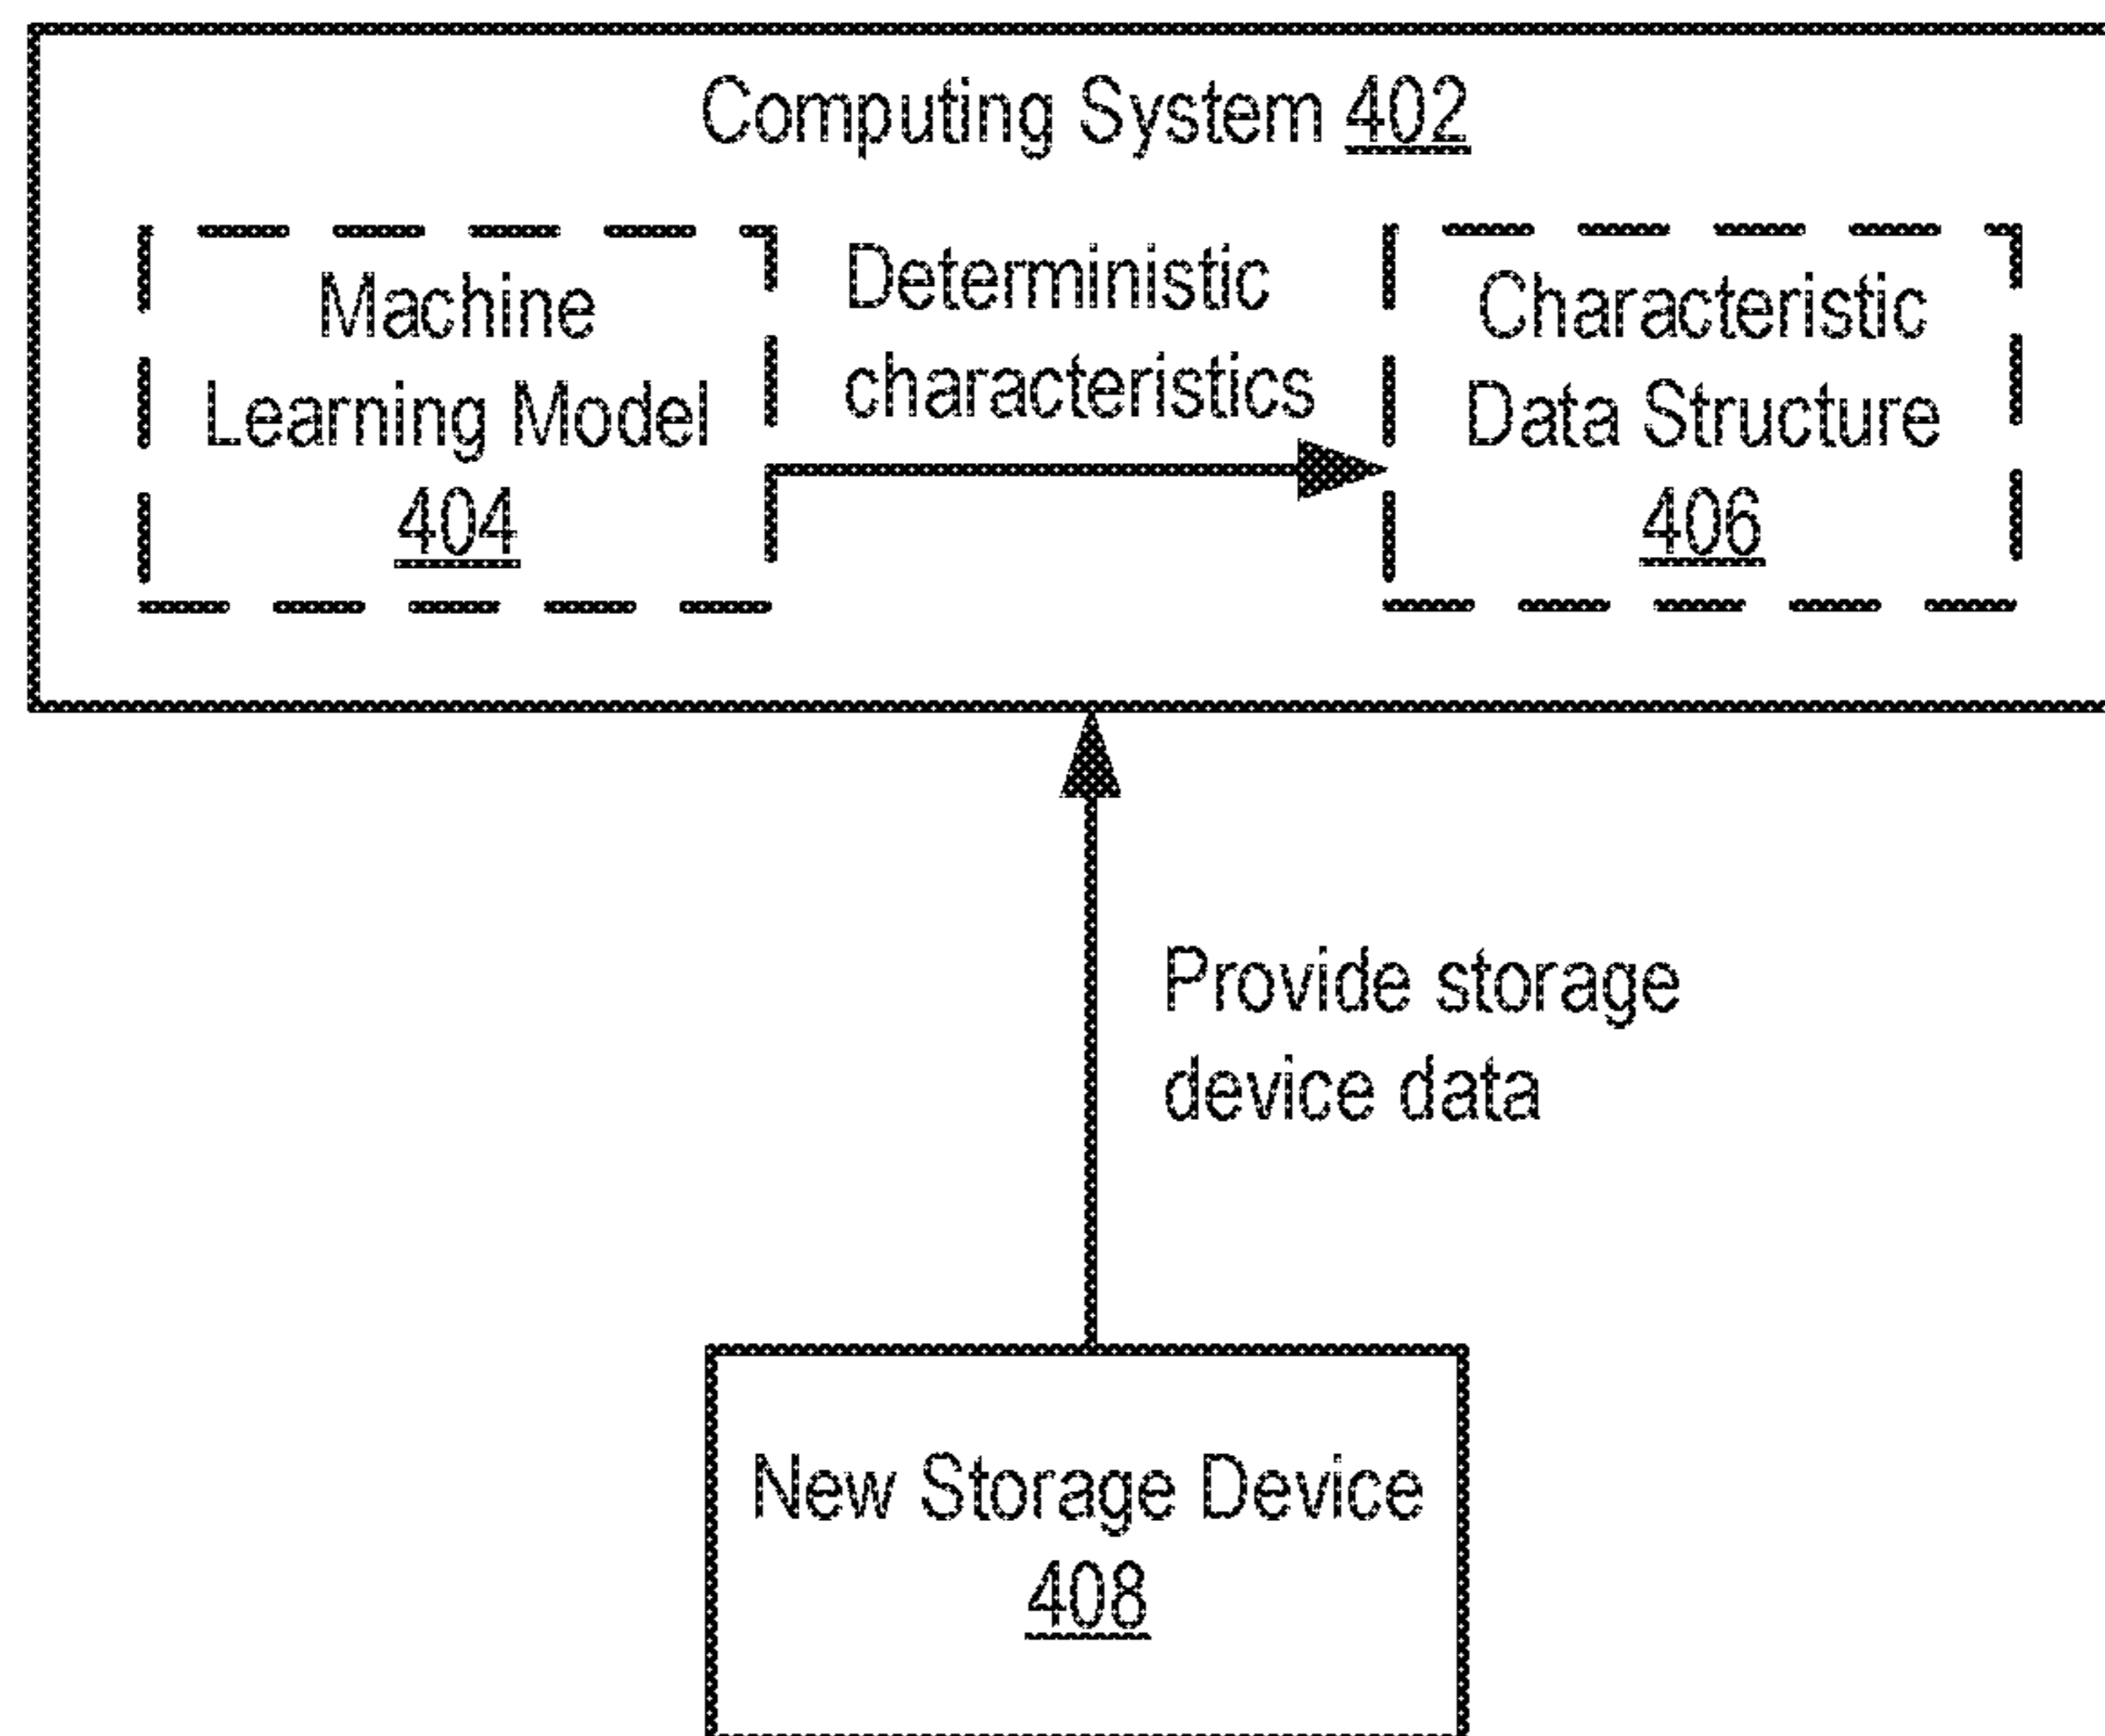 Computing System 402
Machine
Learning Model
404
Deterministic
characteristics
Characteristic
Data Structure
406
Provide storage
device data
New Storage Device
408